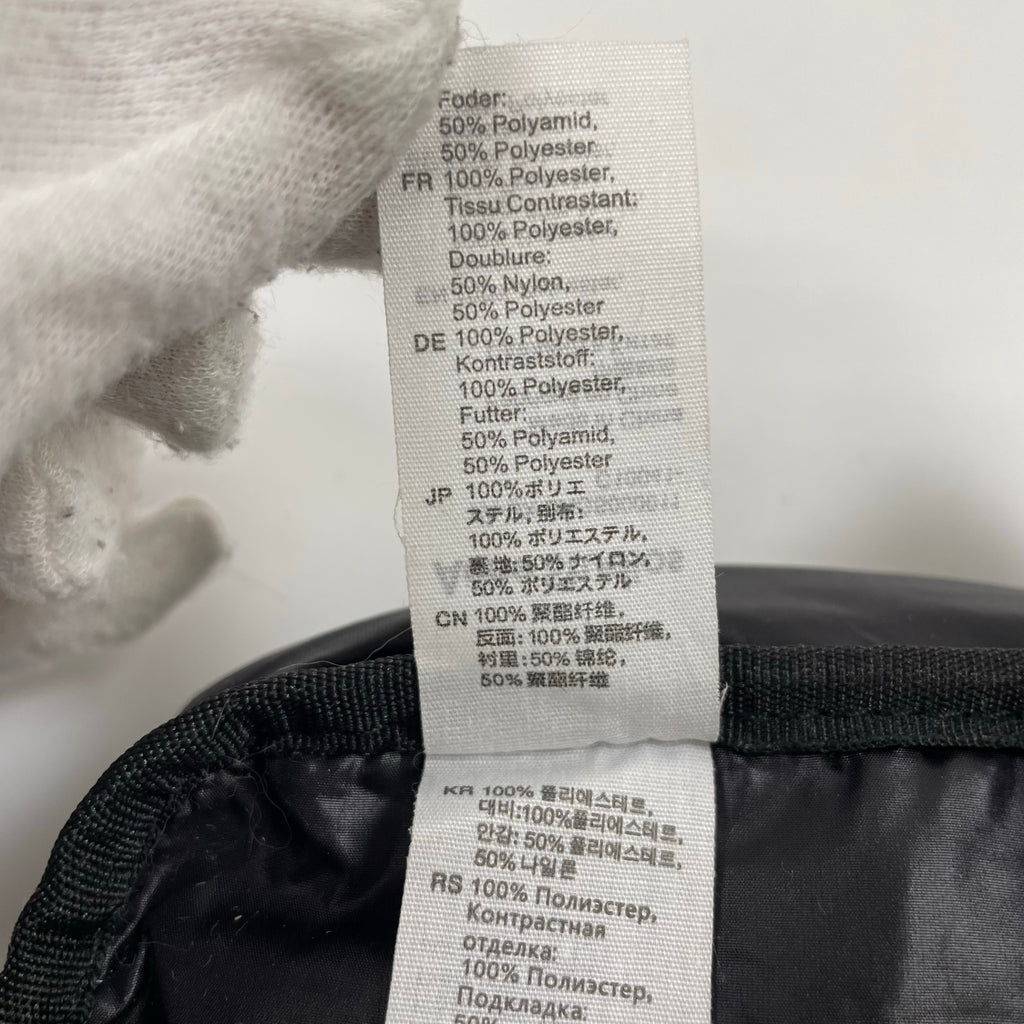 Foder:
50% Polyamid,
50% Polyester
FR 100% Polyester,
Tissu Contrastant:
100% Polyester,
Doublure:
50% Nylon,
50% Polyester
DE 100% Polyester,
Kontraststoff:
100% Polyester,
Futter:
50% Polyamid,
50% Polyester
JP 100%ポリエ
ステル, 別布:
100% ポリエステル,
裏地: 50% ナイロン,
50% ポリエステル
CN 100% 聚酯纤维,
反面: 100% 聚酯纤维,
衬里: 50% 锦纶,
50% 聚酯纤维
KR 100% 폴리에스테르,
대비:100%폴리에스테르,
안감: 50% 폴리에스테르,
50% 나일론
RS 100% Полиэстер,
Контрастная
отделка:
100% Полиэстер,
Подкладка:
50%